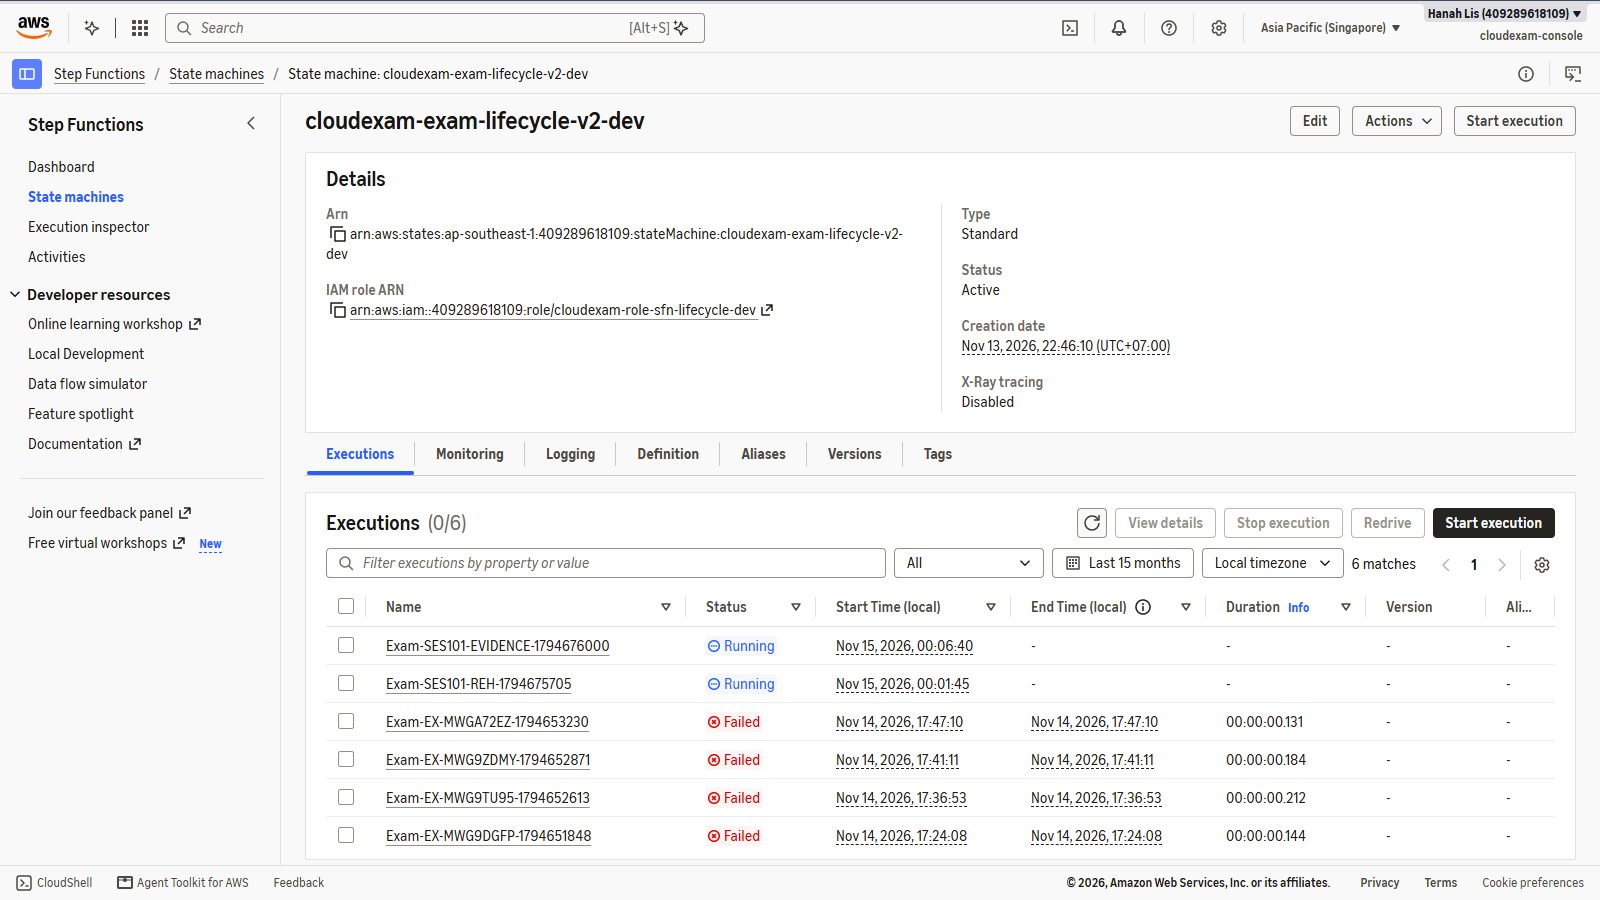 aws
Search
[Alt+S]
Asia Pacific (Singapore)
Hanah Lis (409289618109)
cloudexam-console
Step Functions / State machines / State machine: cloudexam-exam-lifecycle-v2-dev
Step Functions
Dashboard
State machines
Execution inspector
Activities
Developer resources
Online learning workshop
Local Development
Data flow simulator
Feature spotlight
Documentation
Join our feedback panel
Free virtual workshops New
cloudexam-exam-lifecycle-v2-dev
Edit
Actions
Start execution
Details
Arn
arn:aws:states:ap-southeast-1:409289618109:stateMachine:cloudexam-exam-lifecycle-v2-
dev
IAM role ARN
arn:aws:iam::409289618109:role/cloudexam-role-sfn-lifecycle-dev
Type
Standard
Status
Active
Creation date
Nov 13, 2026, 22:46:10 (UTC+07:00)
X-Ray tracing
Disabled
Executions Monitoring Logging Definition Aliases Versions Tags
Executions (0/6)
View details
Stop execution
Redrive
Start execution
Filter executions by property or value
All
Last 15 months
Local timezone
6 matches
1
Name Status Start Time (local) End Time (local) Duration Info Version Ali...
Exam-SES101-EVIDENCE-1794676000 Running Nov 15, 2026, 00:06:40 - - - -
Exam-SES101-REH-1794675705 Running Nov 15, 2026, 00:01:45 - - - -
Exam-EX-MWGA72EZ-1794653230 Failed Nov 14, 2026, 17:47:10 Nov 14, 2026, 17:47:10 00:00:00.131 - -
Exam-EX-MWG9ZDMY-1794652871 Failed Nov 14, 2026, 17:41:11 Nov 14, 2026, 17:41:11 00:00:00.184 - -
Exam-EX-MWG9TU95-1794652613 Failed Nov 14, 2026, 17:36:53 Nov 14, 2026, 17:36:53 00:00:00.212 - -
Exam-EX-MWG9DGFP-1794651848 Failed Nov 14, 2026, 17:24:08 Nov 14, 2026, 17:24:08 00:00:00.144 - -
CloudShell Agent Toolkit for AWS Feedback
© 2026, Amazon Web Services, Inc. or its affiliates. Privacy Terms Cookie preferences